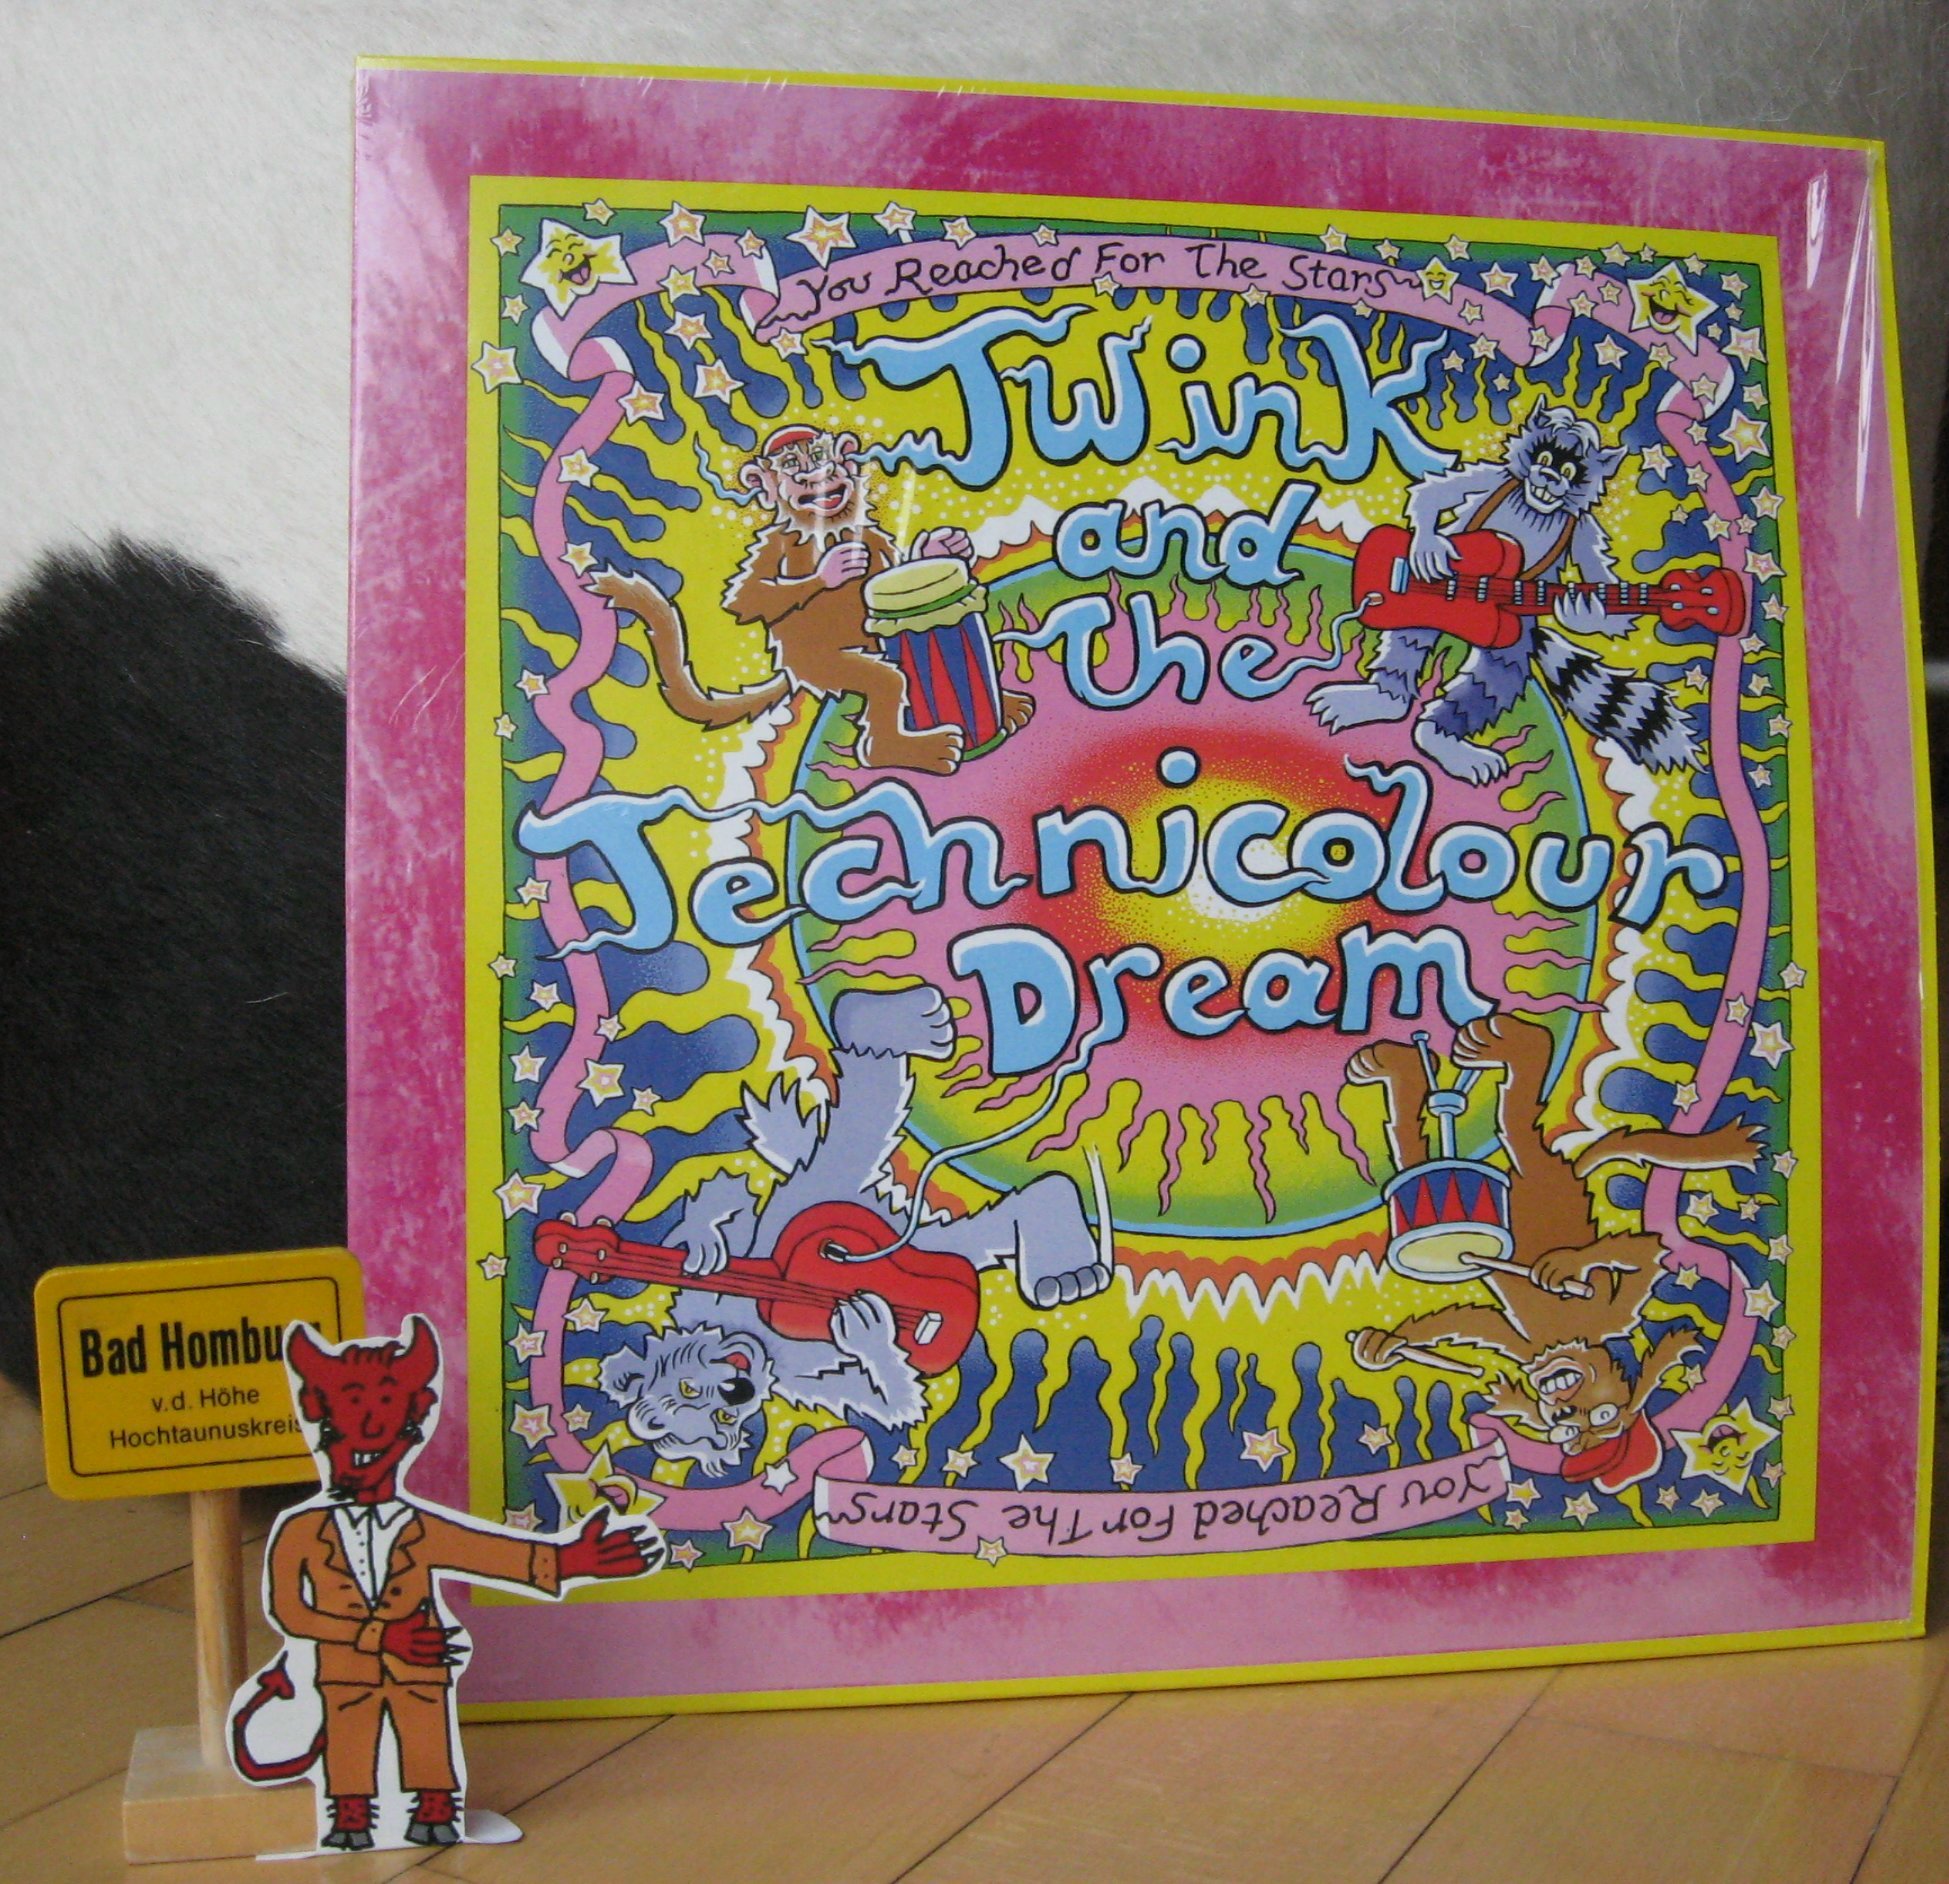 You Reached For The Stars
Twink
and
The
Technicolour
Dream
You Reached For The Stars
Bad Hombu
v.d. Höhe
Hochtaunuskreis